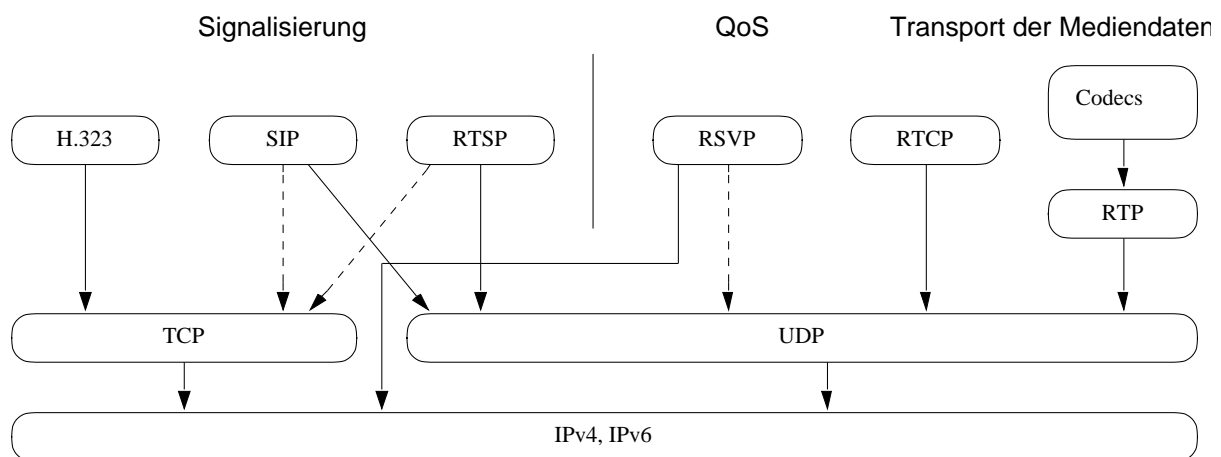 Signalisierung
QoS
Transport der Mediendaten
Codecs
H.323
SIP
RTSP
RSVP
RTCP
RTP
TCP
UDP
IPv4, IPv6